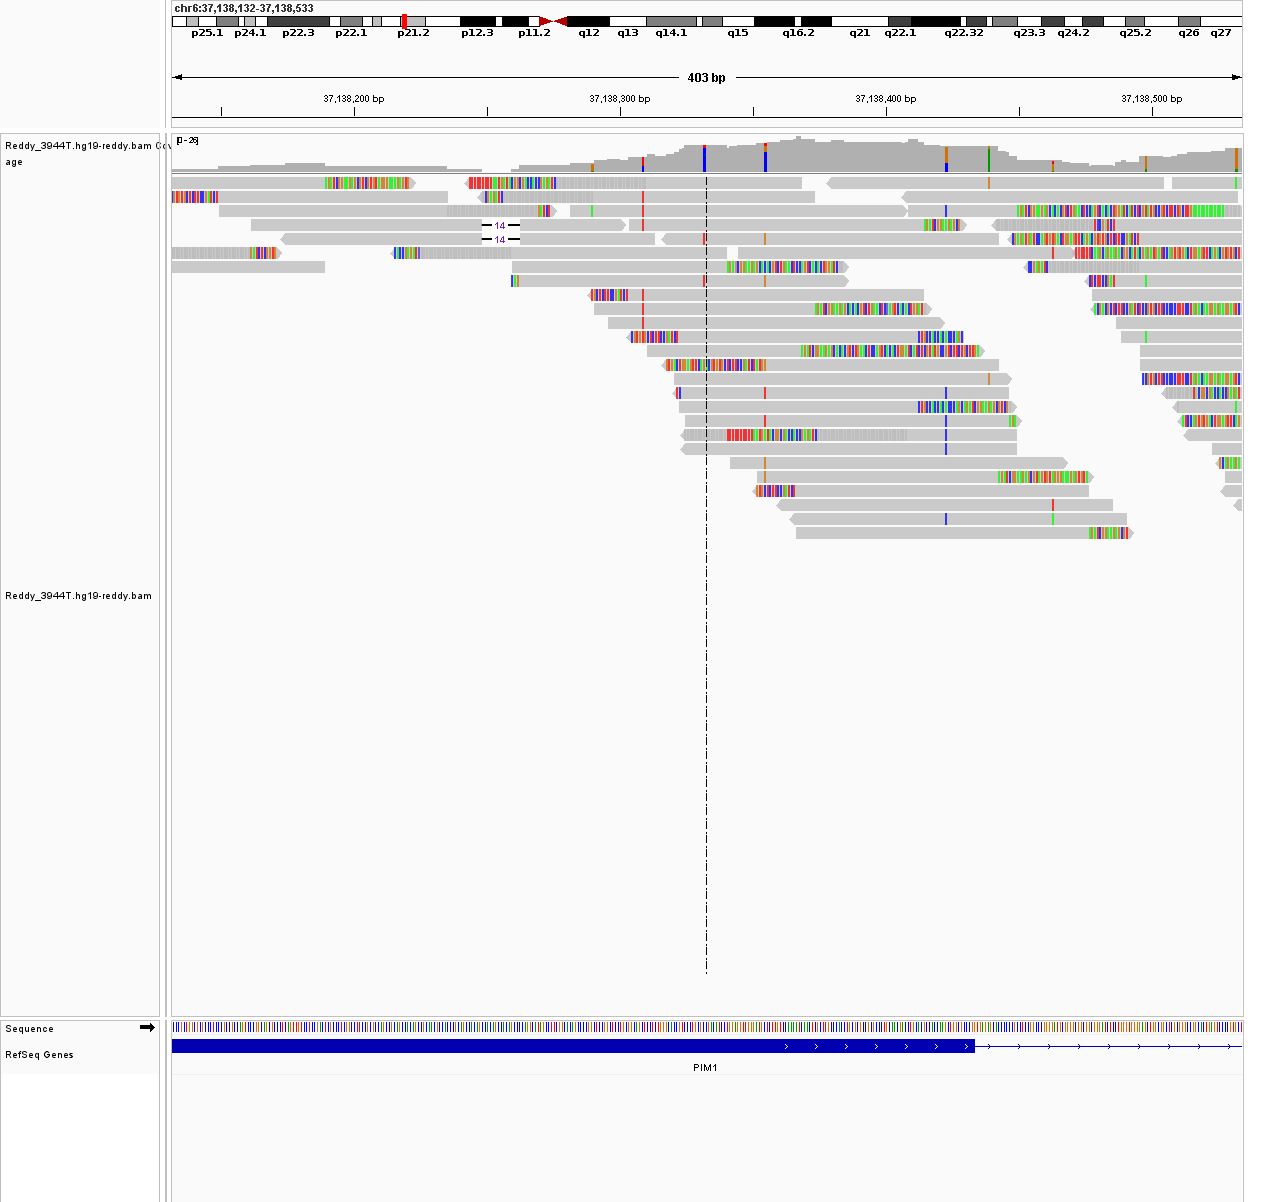 chr6:37,138,132-37,138,533
p25.1 p24.1 p22.3 p22.1 p21.2 p12.3 p11.2 q12 q13 q14.1 q15 q16.2 q21 q22.1 q22.32 q23.3 q24.2 q25.2 q26 q27
403 bp
37,138,200 bp 37,138,300 bp 37,138,400 bp 37,138,500 bp
Reddy_3944T.hg19-reddy.bam Cov
age
[0-26]
14
14
Reddy_3944T.hg19-reddy.bam
Sequence
RefSeq Genes
PIM1